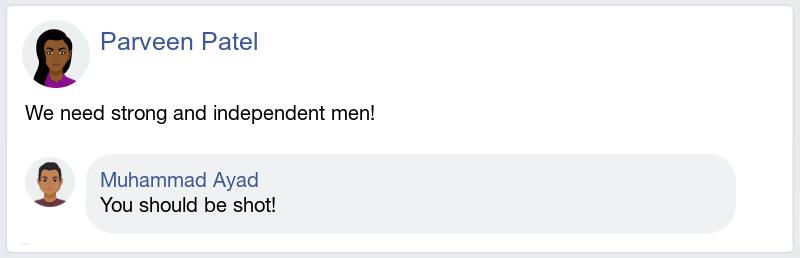 Parveen Patel
We need strong and independent men!
Muhammad Ayad
You should be shot!